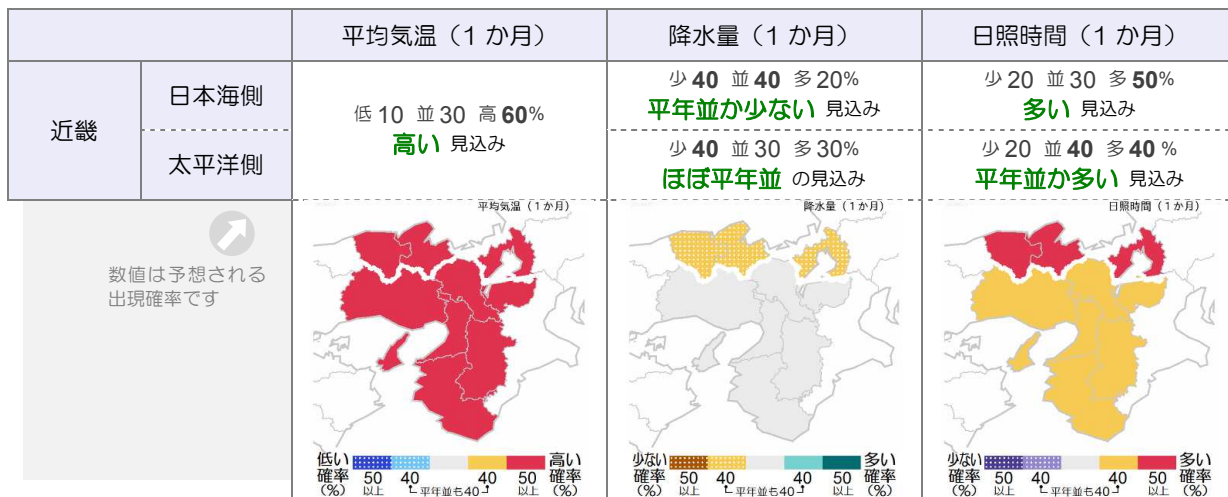 平均気温（1か月） 降水量（1か月） 日照時間（1か月）
近畿
日本海側
太平洋側
低10 並30 高60%
高い 見込み
少40 並40 多20%
平年並か少ない 見込み
少20 並30 多50%
多い 見込み
少40 並30 多30%
ほぼ平年並 の見込み
少20 並40 多40 %
平年並か多い 見込み
数値は予想される
出現確率です
平均気温（1か月）
低い 高い
確率 50 40 40 50 確率
(%) 以上 平年並も40 以上 (%)
降水量（1か月）
少ない 多い
確率 50 40 40 50 確率
(%) 以上 平年並も40 以上 (%)
日照時間（1か月）
少ない 多い
確率 50 40 40 50 確率
(%) 以上 平年並も40 以上 (%)